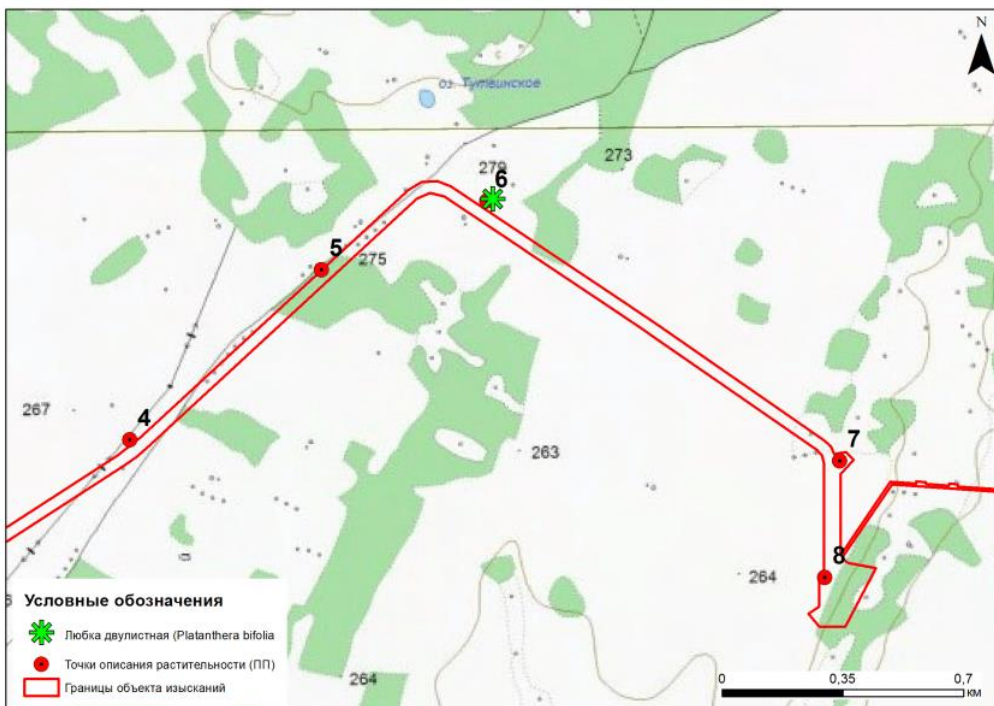 N
оз. Тутвинское
273
279
6
5
275
267
4
263
7
8
264
264
Условные обозначения
Любка двулистная (Platanthera bifolia
Точки описания растительности (ПП)
Границы объекта изысканий
0 0,35 0,7
км